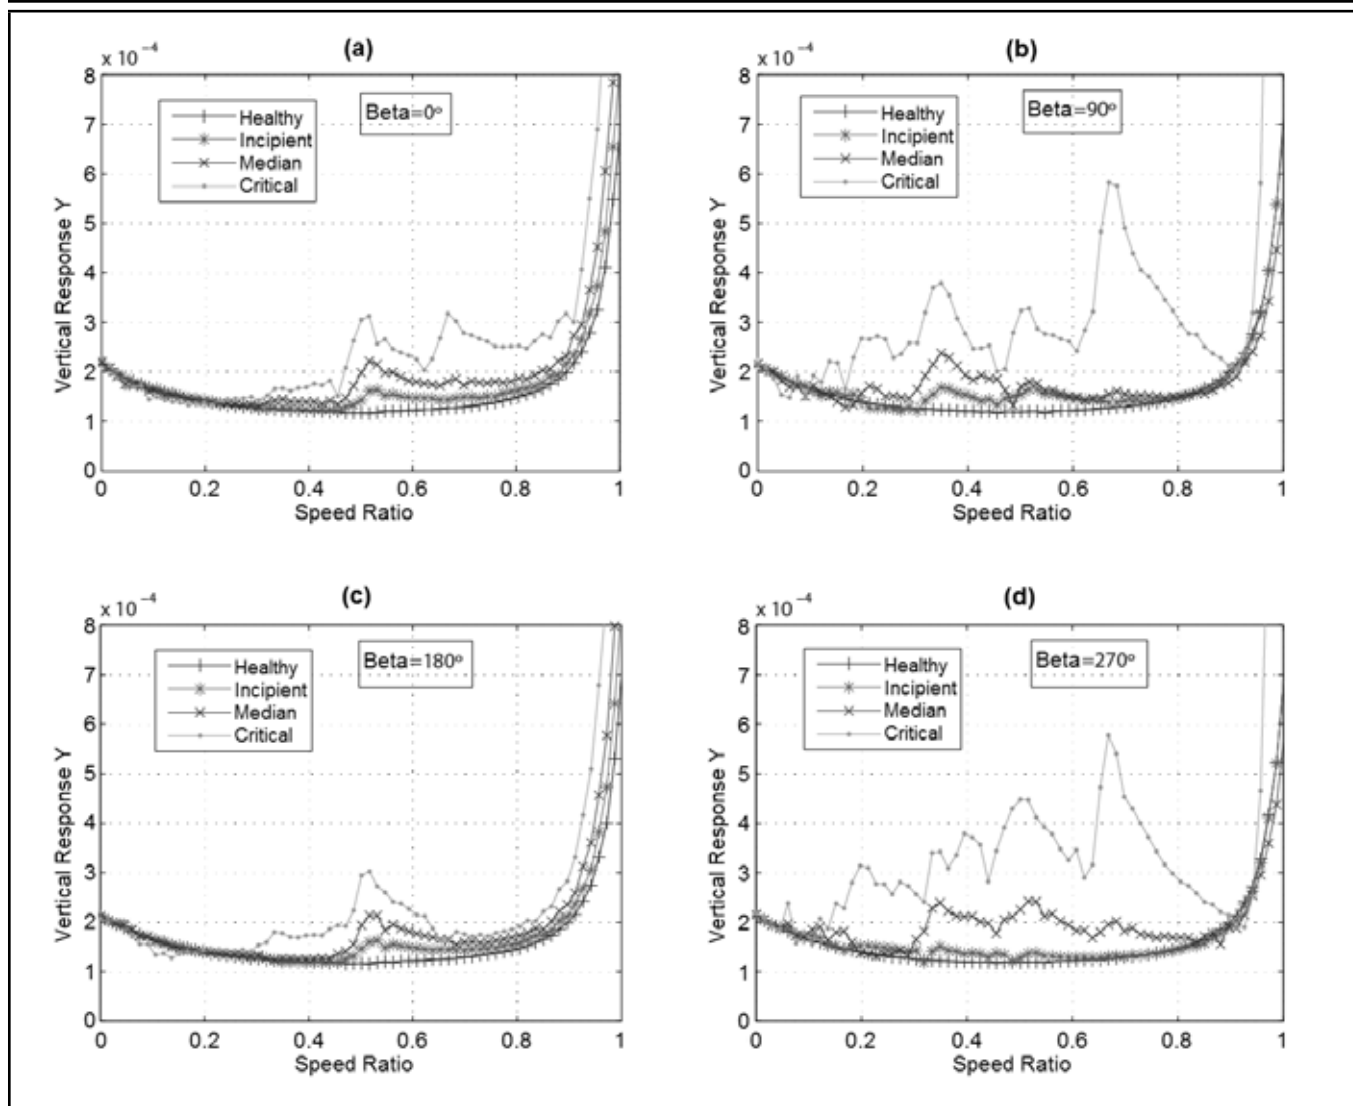 (a)
x 10 -4
8
7
6
5
4
3
2
1
0
Vertical Response Y
Healthy
Incipient
Median
Critical
Beta=0º
0 0.2 0.4 0.6 0.8 1
Speed Ratio
(b)
x 10 -4
8
7
6
5
4
3
2
1
0
Vertical Response Y
Healthy
Incipient
Median
Critical
Beta=90º
0 0.2 0.4 0.6 0.8 1
Speed Ratio
(c)
x 10 -4
8
7
6
5
4
3
2
1
0
Vertical Response Y
Healthy
Incipient
Median
Critical
Beta=180º
0 0.2 0.4 0.6 0.8 1
Speed Ratio
(d)
x 10 -4
8
7
6
5
4
3
2
1
0
Vertical Response Y
Healthy
Incipient
Median
Critical
Beta=270º
0 0.2 0.4 0.6 0.8 1
Speed Ratio